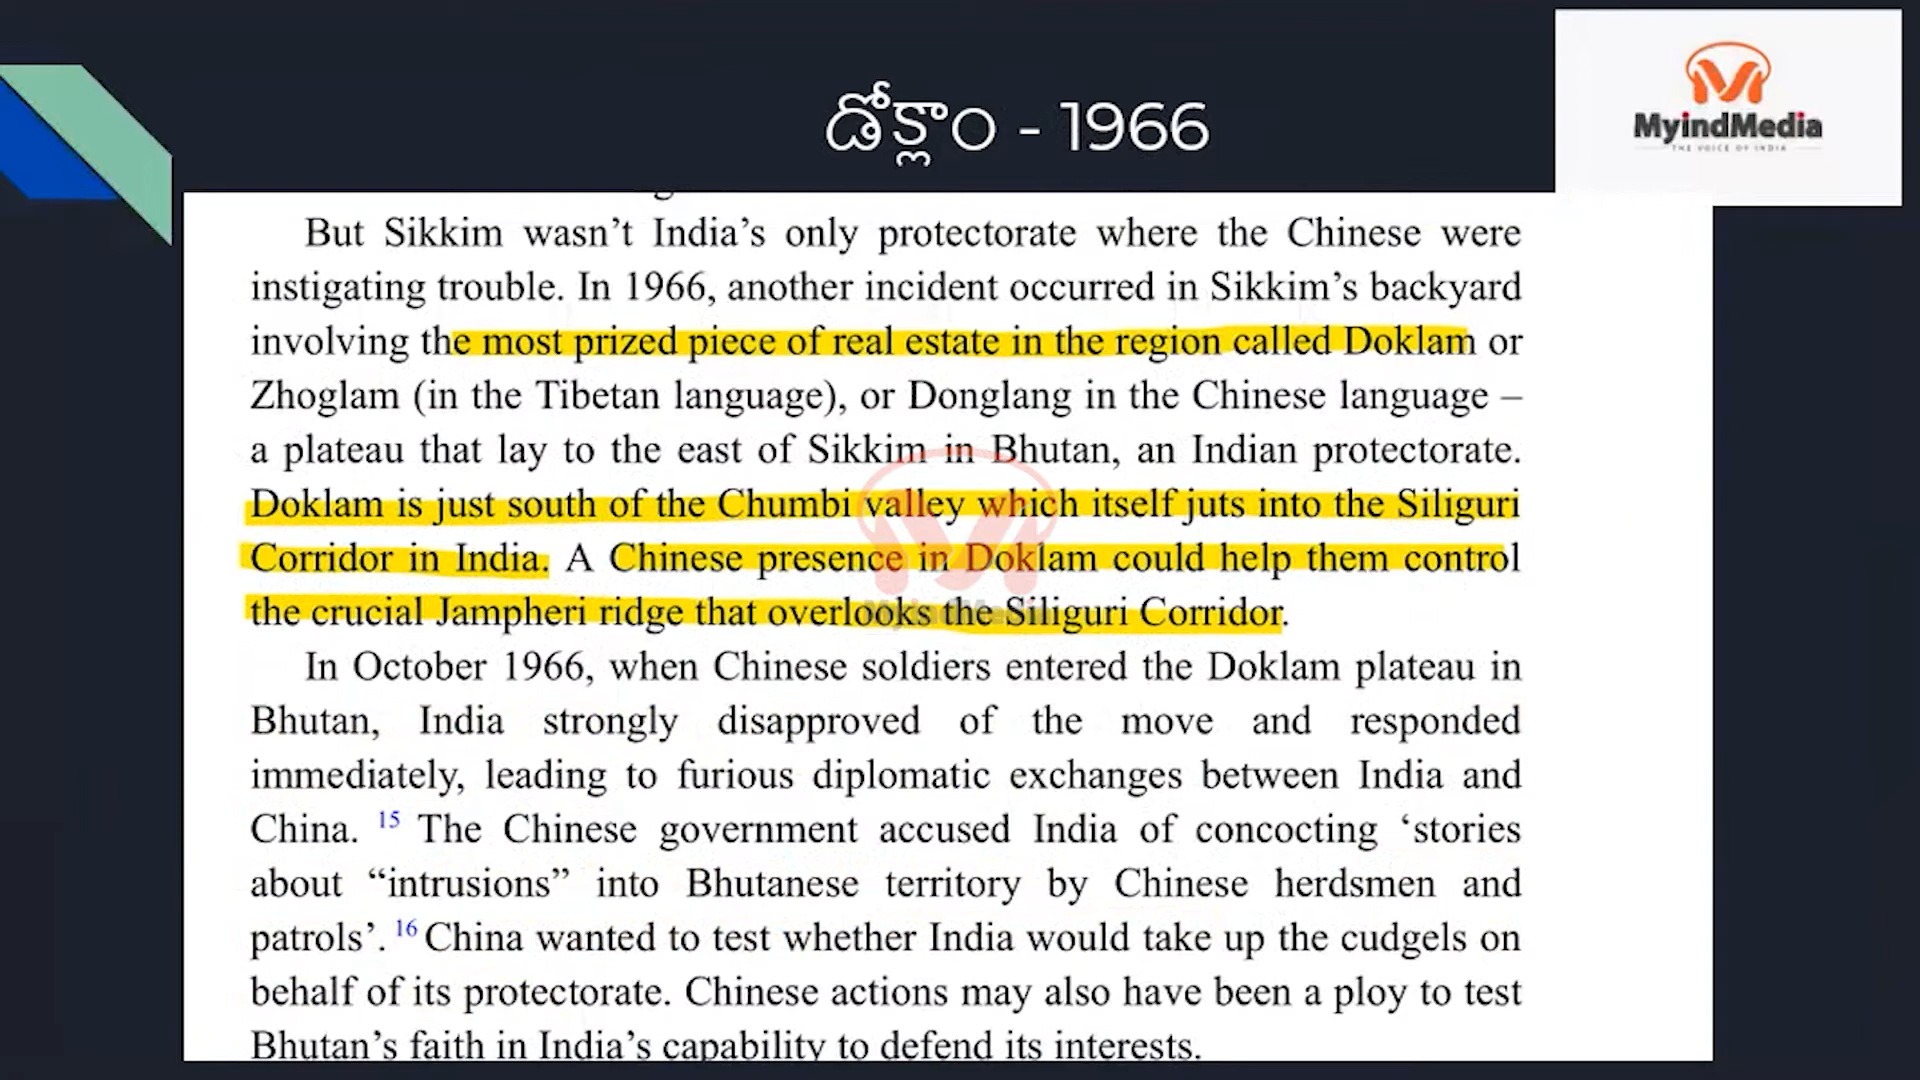 డోక్లాం - 1966
MyindMedia
THE VOICE OF INDIA
But Sikkim wasn’t India’s only protectorate where the Chinese were
instigating trouble. In 1966, another incident occurred in Sikkim’s backyard
involving the most prized piece of real estate in the region called Doklam or
Zhoglam (in the Tibetan language), or Donglang in the Chinese language –
a plateau that lay to the east of Sikkim in Bhutan, an Indian protectorate.
Doklam is just south of the Chumbi valley which itself juts into the Siliguri
Corridor in India. A Chinese presence in Doklam could help them control
the crucial Jampheri ridge that overlooks the Siliguri Corridor.
MyindMedia
In October 1966, when Chinese soldiers entered the Doklam plateau in
Bhutan, India strongly disapproved of the move and responded
immediately, leading to furious diplomatic exchanges between India and
China. 15 The Chinese government accused India of concocting ‘stories
about “intrusions” into Bhutanese territory by Chinese herdsmen and
patrols’. 16 China wanted to test whether India would take up the cudgels on
behalf of its protectorate. Chinese actions may also have been a ploy to test
Bhutan’s faith in India’s capability to defend its interests.